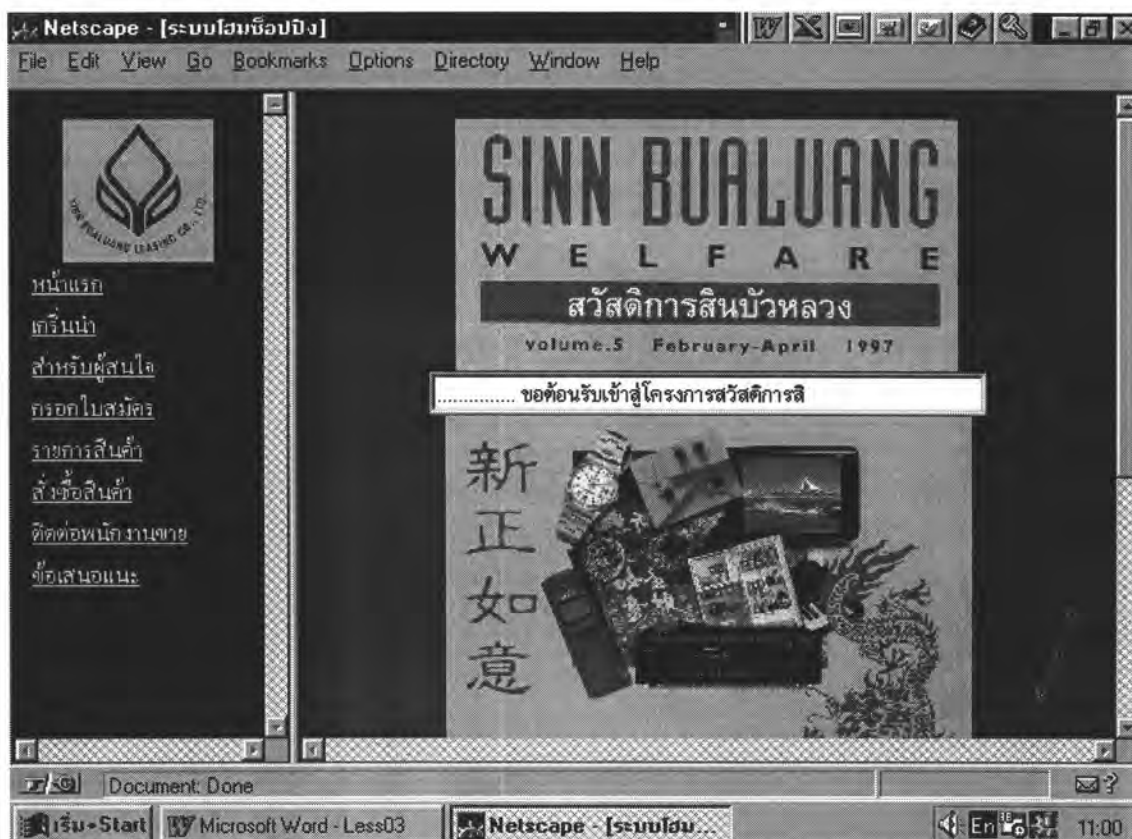 Netscape - [ระบบโฮมช็อปปิง]
File Edit View Go Bookmarks Options Directory Window Help
SINN BUALUANG LEASING CO., LTD.
หน้าแรก
เกริ่นนำ
สำหรับผู้สนใจ
กรอกใบสมัคร
รายการสินค้า
สั่งซื้อสินค้า
ติดต่อพนักงานขาย
ข้อเสนอแนะ
SINN BUALUANG
WELFARE
สวัสดิการสินบัวหลวง
volume.5 February-April 1997
............... ขอต้อนรับเข้าสู่โครงการสวัสดิการสิ
新
正
如
意
Document: Done
เริ่ม-Start Microsoft Word - Less03 Netscape - [ระบบโฮม... En 11:00